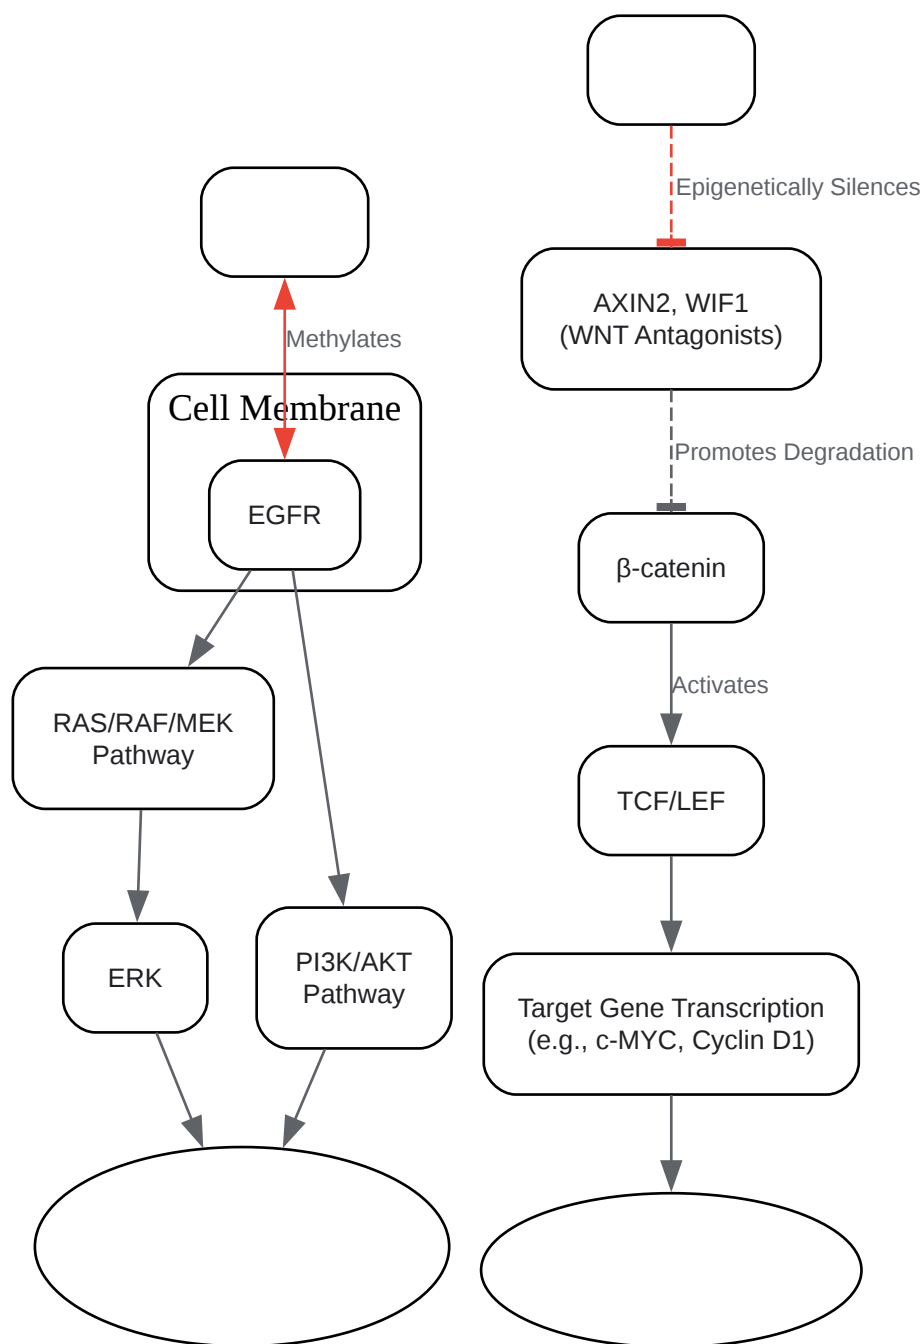 Epigenetically Silences
Methylates
AXIN2, WIF1
(WNT Antagonists)
Cell Membrane
Promotes Degradation
EGFR
β-catenin
Activates
RAS/RAF/MEK
Pathway
TCF/LEF
PI3K/AKT
Pathway
ERK
Target Gene Transcription
(e.g., c-MYC, Cyclin D1)